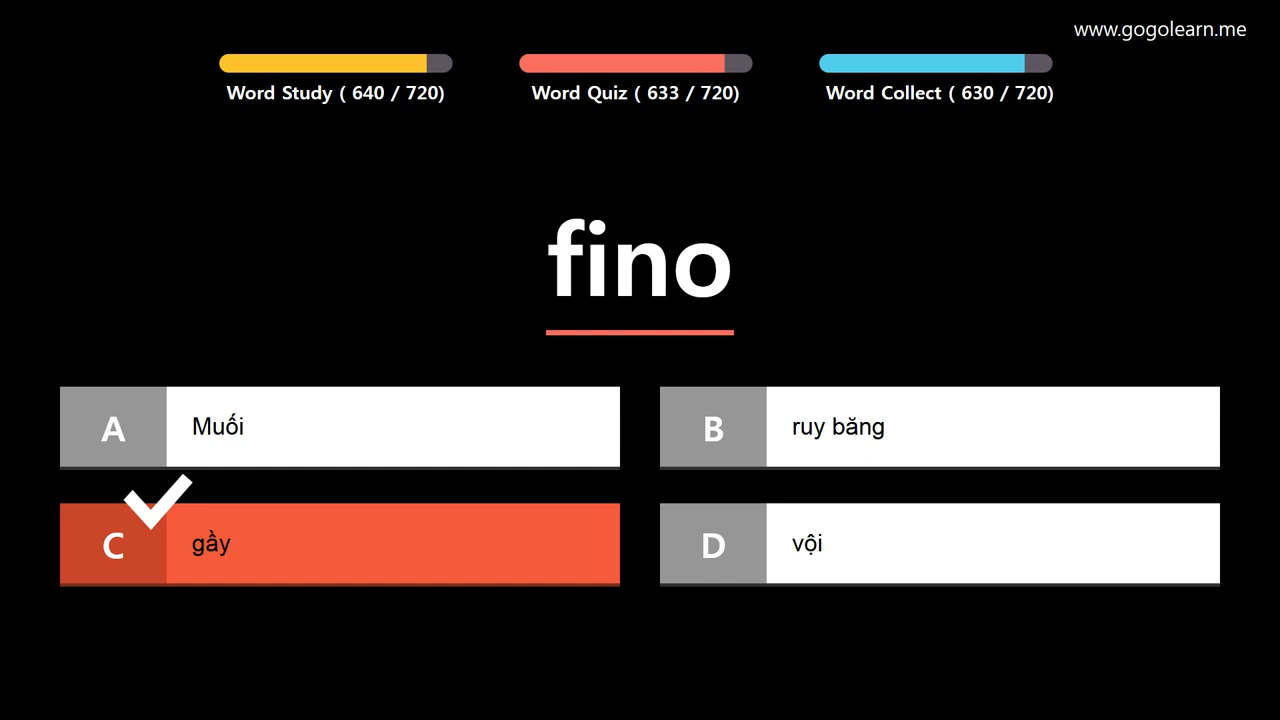 www.gogolearn.me
Word Study ( 640 / 720)
Word Quiz ( 633 / 720)
Word Collect ( 630 / 720)
fino
A Muối
B ruy băng
C gầy
D vội